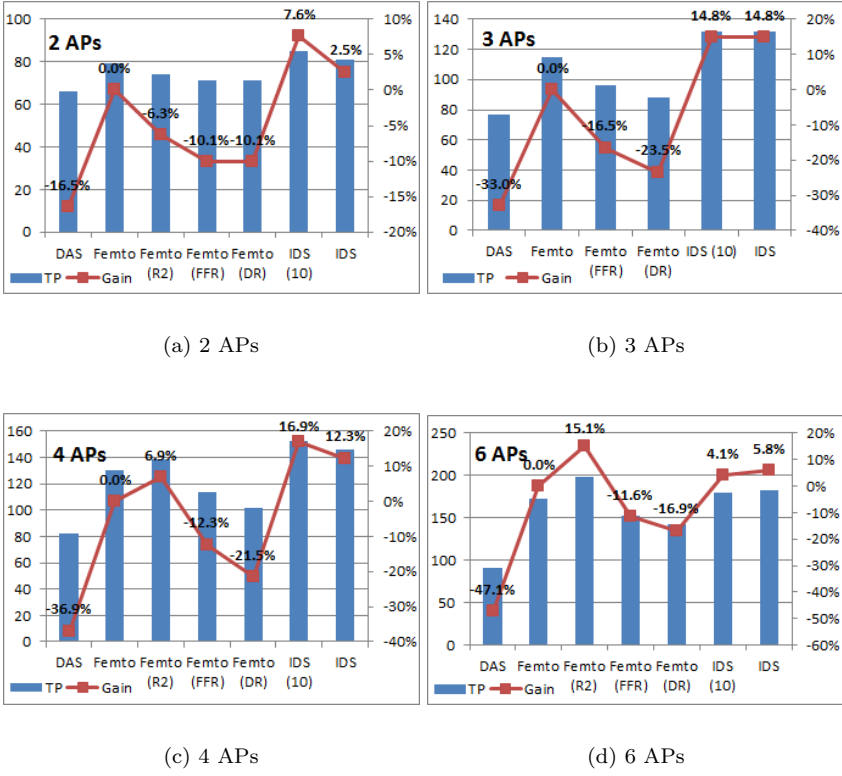 100 7.6% 10%
2 APs 2.5%
80 0.0% 5%
-6.3% 0%
60 -10.1% -10.1% -5%
40 -10%
20 -16.5% -15%
0 -20%
DAS Femto Femto (R2) Femto (FFR) Femto (DR) IDS (10) IDS
TP Gain
140 14.8% 14.8% 20%
3 APs
120 10%
100 0.0% 0%
80 -16.5% -10%
60 -23.5% -20%
40 -33.0% -30%
20
0 -40%
DAS Femto Femto (FFR) Femto (DR) IDS (10) IDS
TP Gain
(a) 2 APs
(b) 3 APs
160 16.9% 20%
4 APs 12.3%
140 6.9% 10%
120 0.0% 0%
100 -12.3% -10%
80 -21.5%
60 -20%
40 -36.9% -30%
20
0 -40%
DAS Femto Femto (R2) Femto (FFR) Femto (DR) IDS (10) IDS
TP Gain
250 15.1% 20%
6 APs 0.0% 4.1% 5.8%
200 10%
0%
150 -11.6% -16.9% -10%
-20%
100 -30%
50 -47.1% -40%
-50%
0 -60%
DAS Femto Femto (R2) Femto (FFR) Femto (DR) IDS (10) IDS
TP Gain
(c) 4 APs
(d) 6 APs